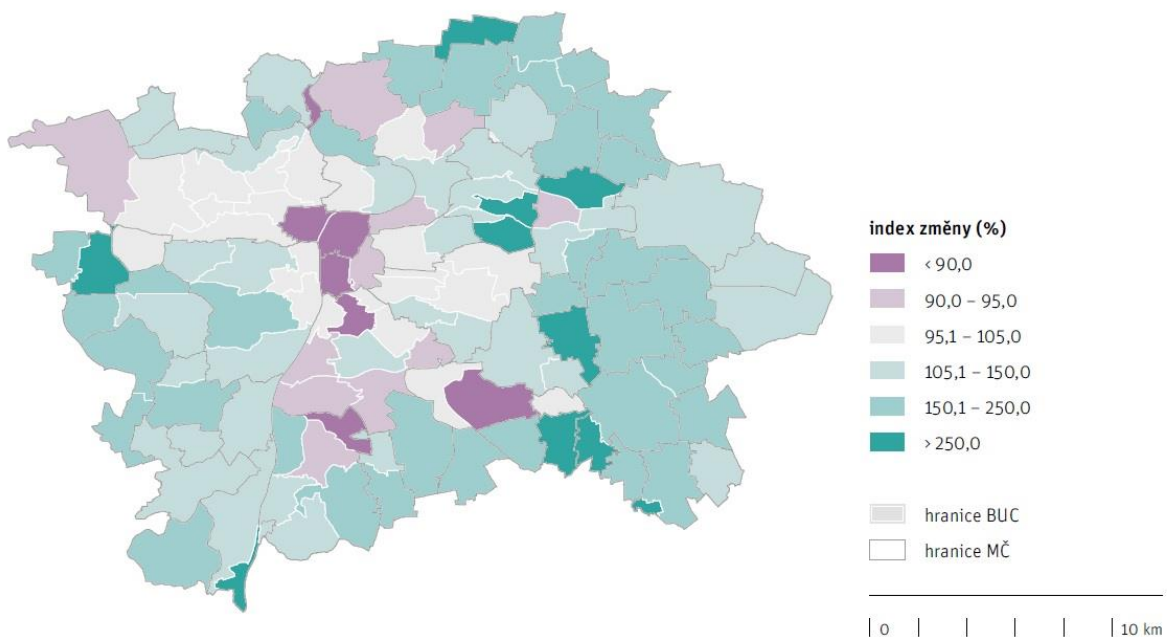 index změny (%)
< 90,0
90,0 – 95,0
95,1 – 105,0
105,1 – 150,0
150,1 – 250,0
> 250,0
hranice BUC
hranice MČ
0 10 km